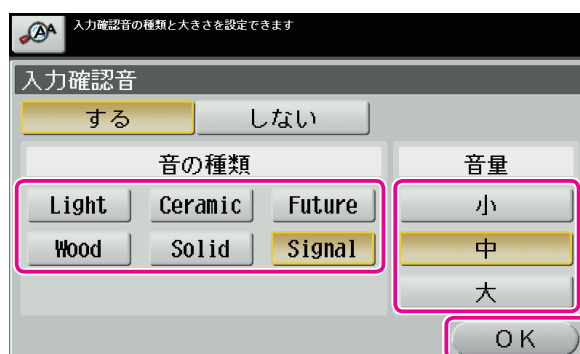 入力確認音の種類と大きさを設定できます
入力確認音
する しない
音の種類 音量
Light Ceramic Future 小
Wood Solid Signal 中
大
OK